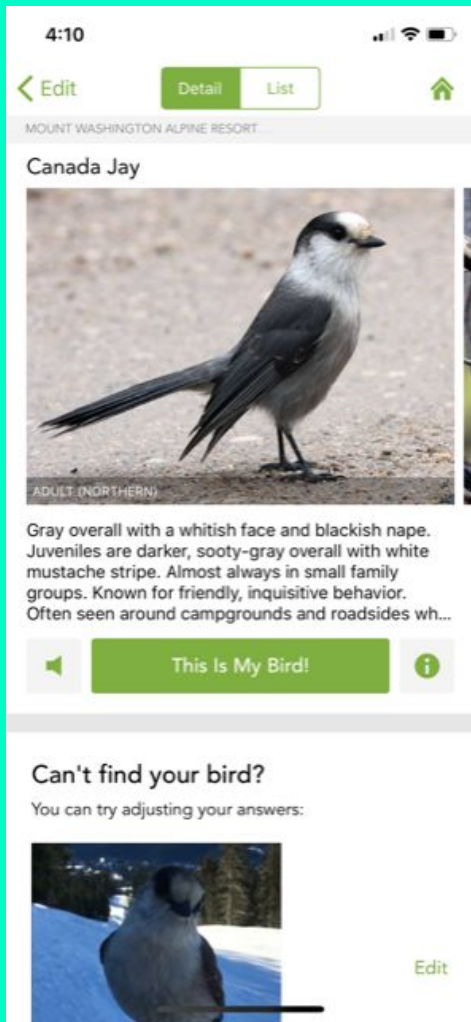 4:10
Edit
Detail
List
MOUNT WASHINGTON ALPINE RESORT
Canada Jay
ADULT (NORTHERN)
Gray overall with a whitish face and blackish nape.
Juveniles are darker, sooty-gray overall with white
mustache stripe. Almost always in small family
groups. Known for friendly, inquisitive behavior.
Often seen around campgrounds and roadsides wh...
This Is My Bird!
Can't find your bird?
You can try adjusting your answers:
Edit